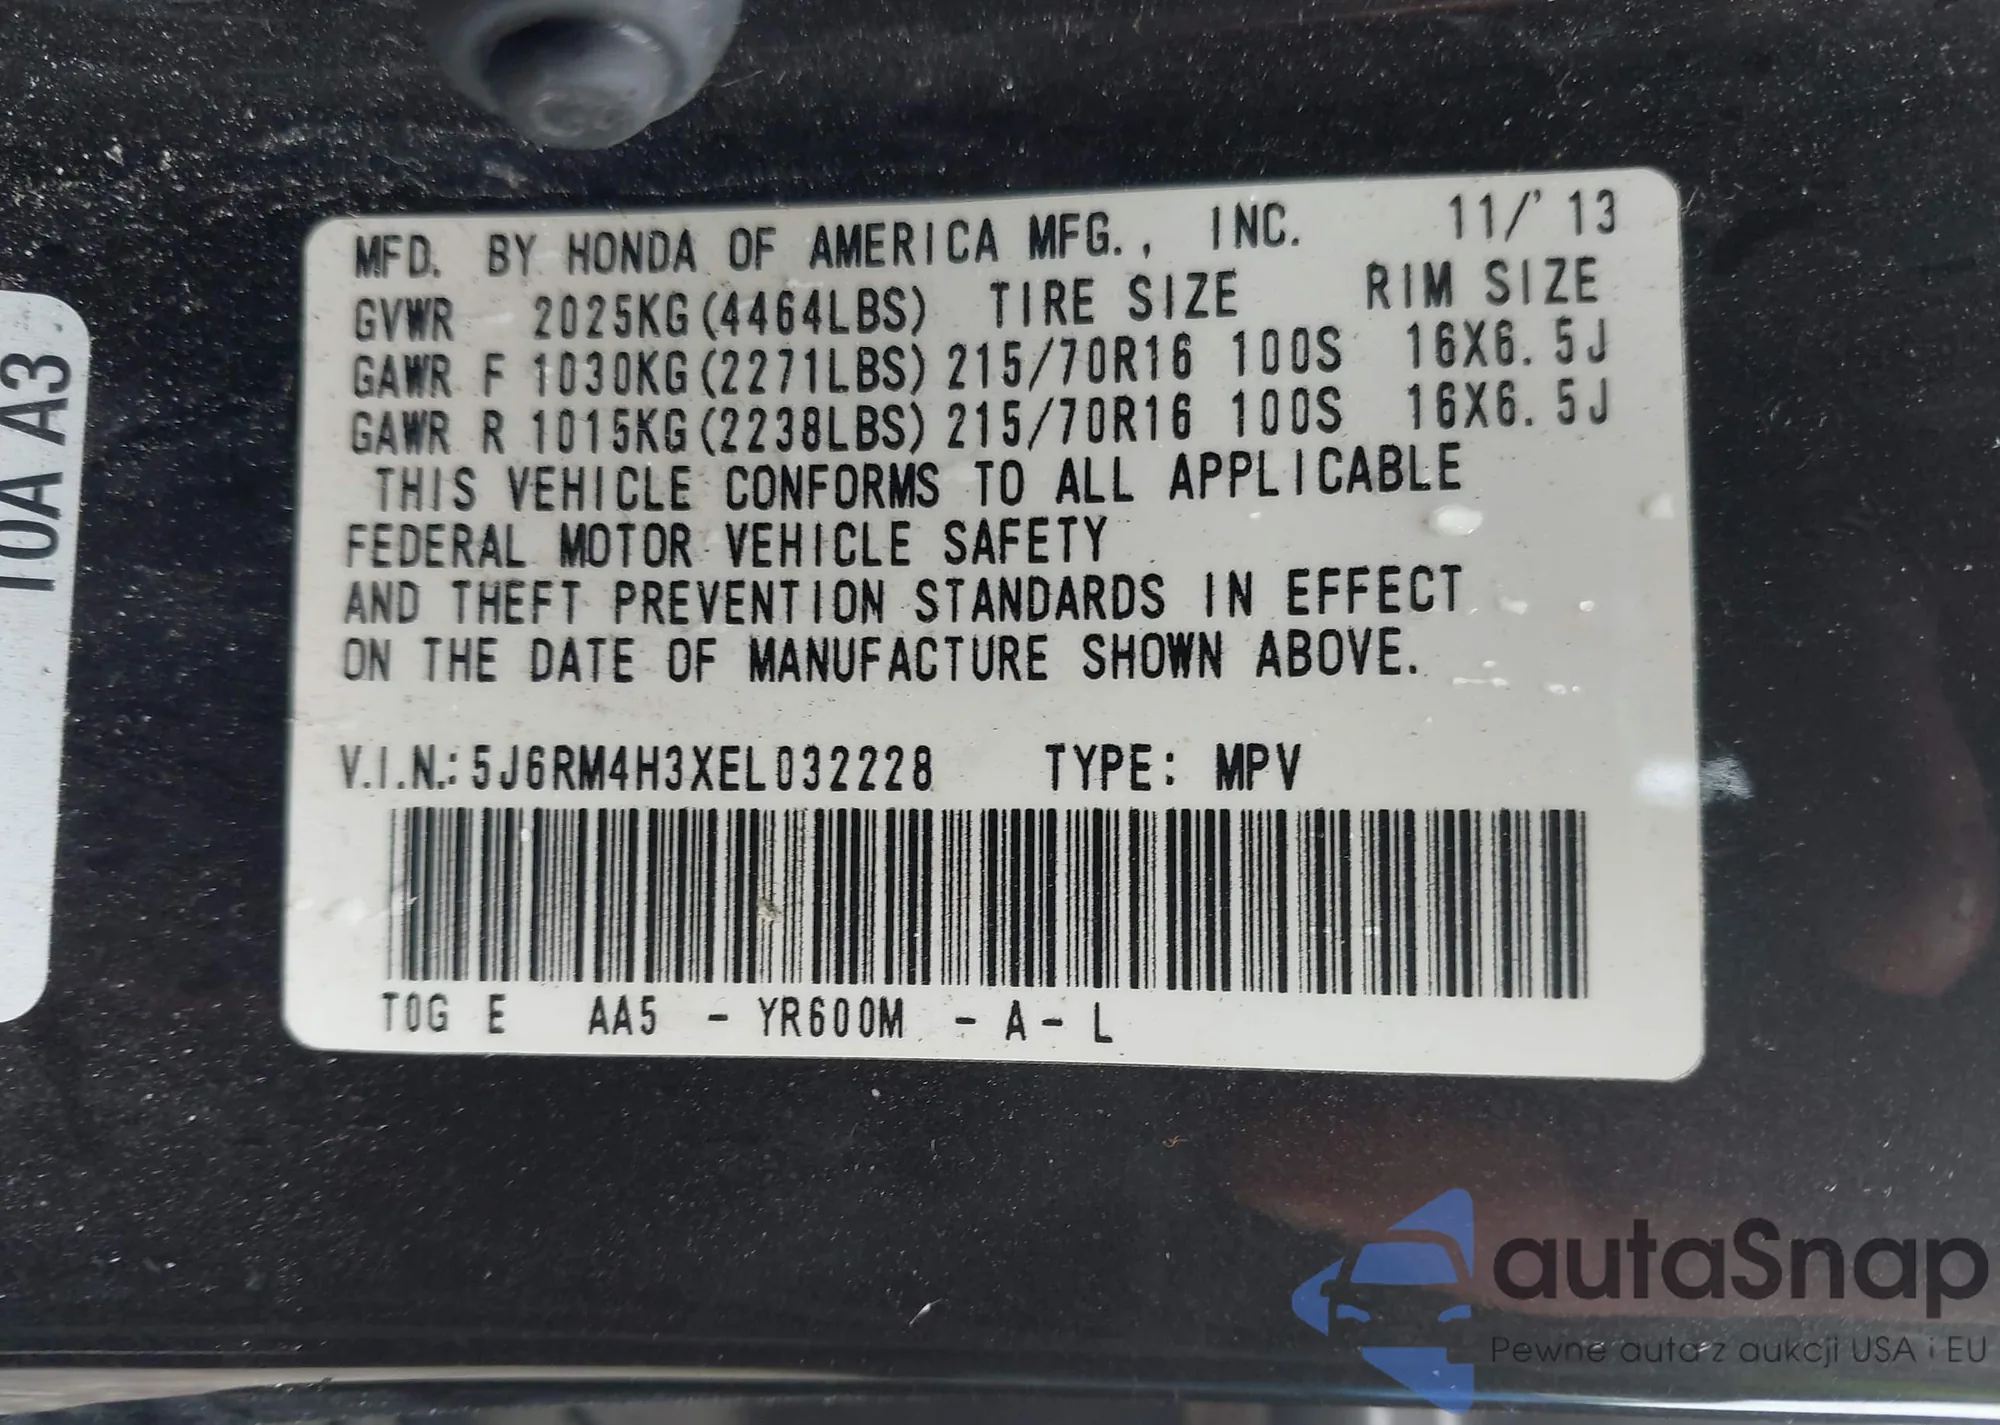 MFD. BY HONDA OF AMERICA MFG., INC. 11/'13
GVWR 2025KG(4464LBS) TIRE SIZE RIM SIZE
GAWR F 1030KG(2271LBS) 215/70R16 100S 16X6.5J
GAWR R 1015KG(2238LBS) 215/70R16 100S 16X6.5J
THIS VEHICLE CONFORMS TO ALL APPLICABLE
FEDERAL MOTOR VEHICLE SAFETY
AND THEFT PREVENTION STANDARDS IN EFFECT
ON THE DATE OF MANUFACTURE SHOWN ABOVE.
V.I.N.: 5J6RM4H3XEL032228 TYPE: MPV
T0G E AA5 - YR600M - A - L
A3
autaSnap
Pewne auta z aukcji USA i EU